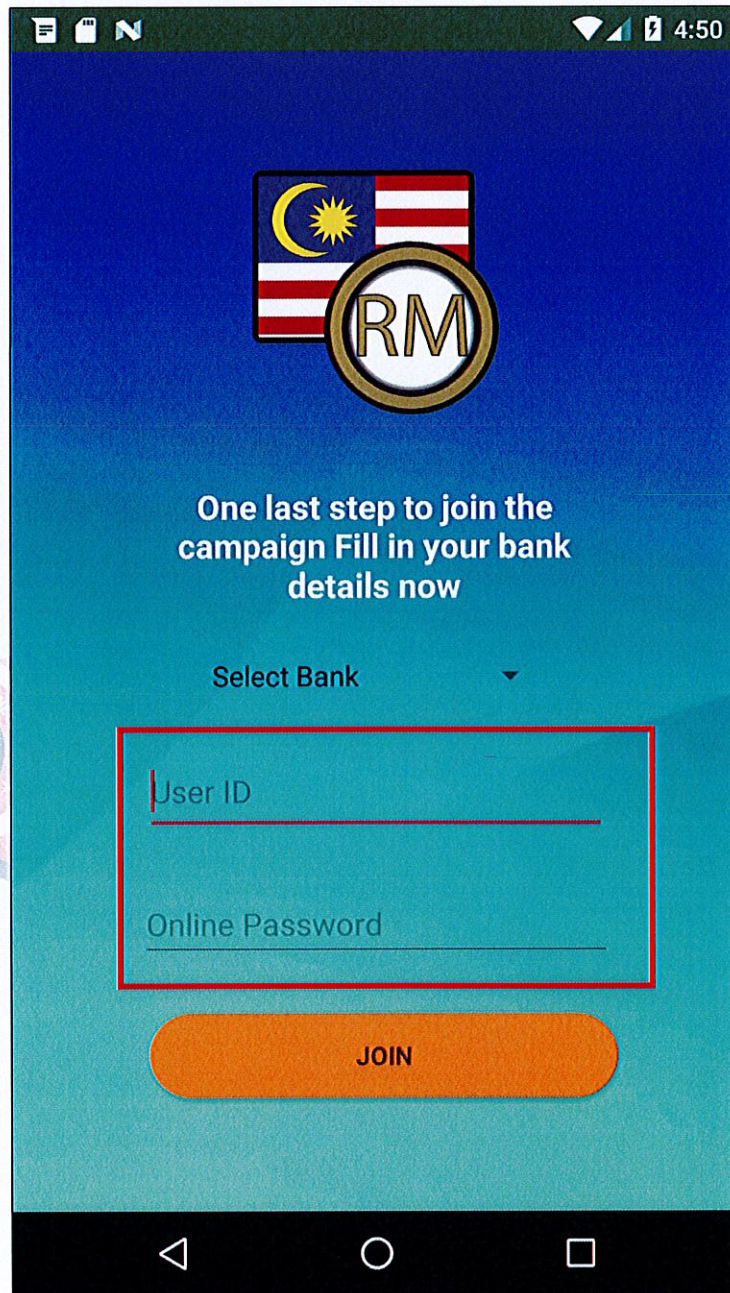 4:50
RM
One last step to join the
campaign Fill in your bank
details now
Select Bank
User ID
Online Password
JOIN